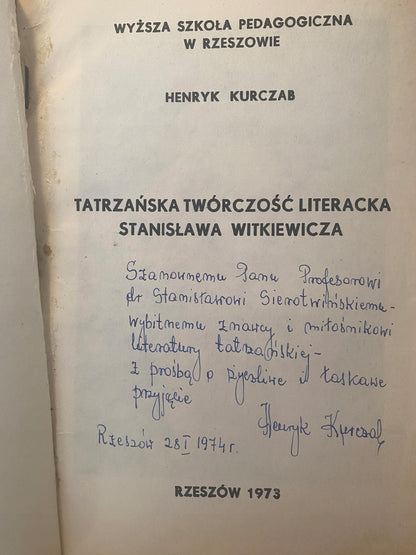 WYŻSZA SZKOŁA PEDAGOGICZNA
W RZESZOWIE
HENRYK KURCZAB
TATRZAŃSKA TWÓRCZOŚĆ LITERACKA
STANISŁAWA WITKIEWICZA
Szanownemu Panu Profesorowi
dr Stanisławowi Sierotwińskiemu –
wybitnemu znawcy i miłośnikowi
literatury tatrzańskiej –
z prośbą o życzliwe i łaskawe
przyjęcie
Henryk Kurczab
Rzeszów 28 I 1974 r.
RZESZÓW 1973